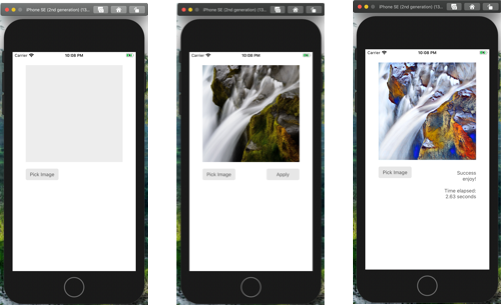 iPhone SE (2nd generation) (13...
Carrier
10:08 PM
Pick Image
iPhone SE (2nd generation) (13...
Carrier
10:08 PM
Pick Image
Apply
iPhone SE (2nd generation) (13...
Carrier
10:08 PM
Pick Image
Success
enjoy!
Time elapsed:
2.63 seconds